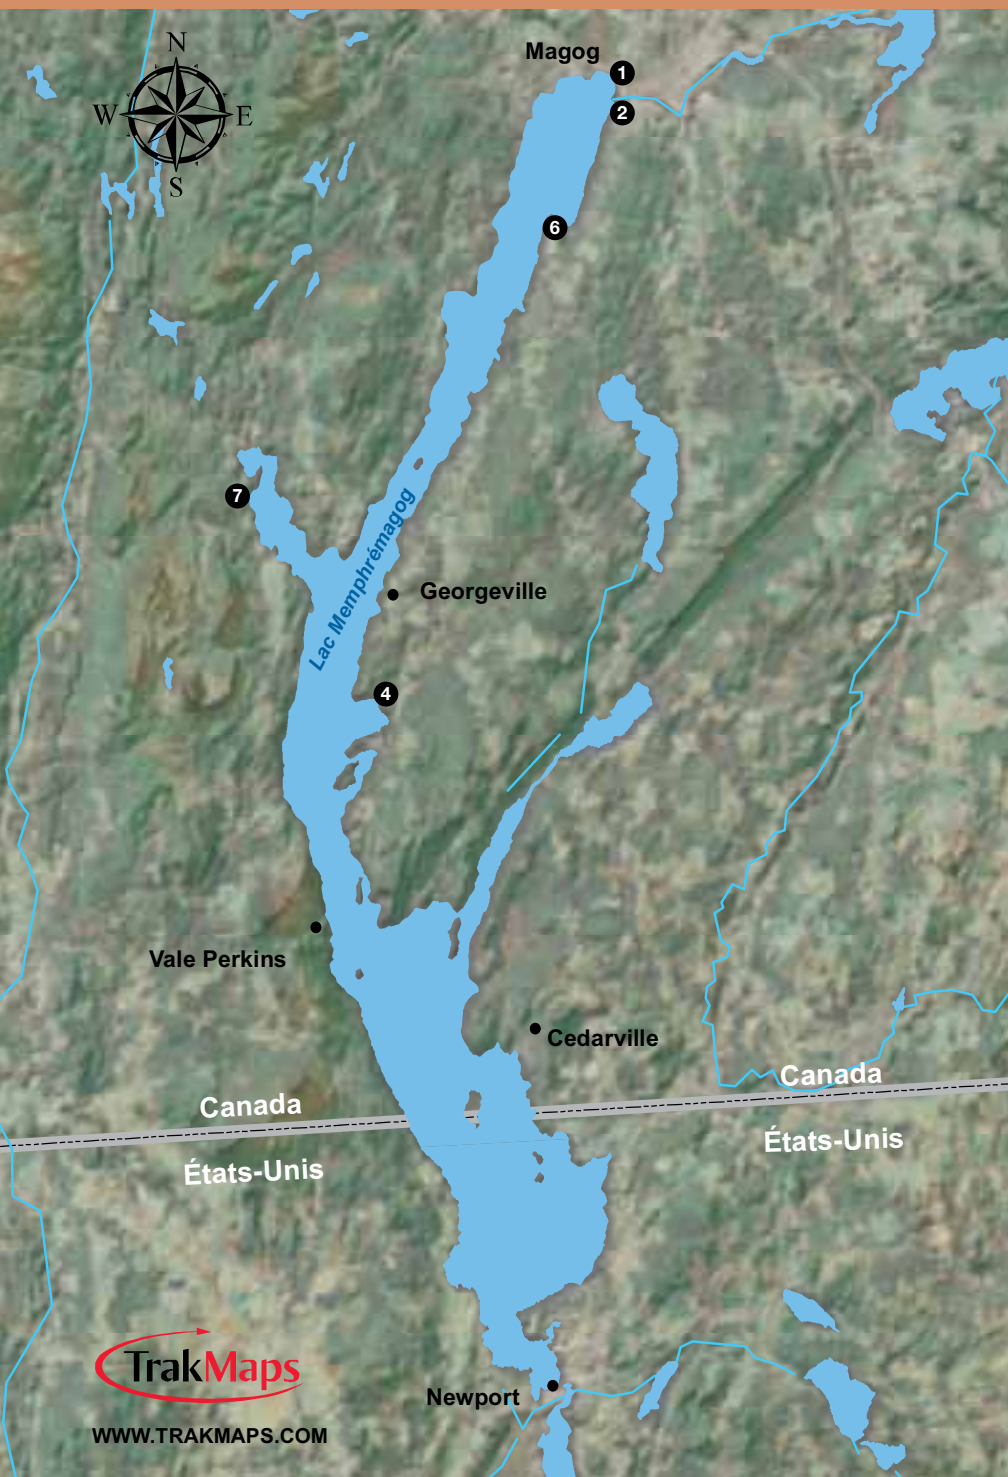 N
W E
S
Magog
1
2
6
7
Lac Memphrémagog
Georgeville
4
Vale Perkins
Cedarville
Canada
Canada
États-Unis
États-Unis
TrakMaps
Newport
WWW.TRAKMAPS.COM